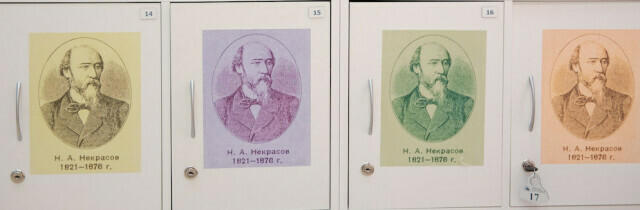 14
15
16
Н. А. Некрасов
1821—1878 г.
Н. А. Некрасов
1821—1878 г.
Н. А. Некрасов
1821—1878 г.
Н. А. Некрасов
1821—1878 г.
17